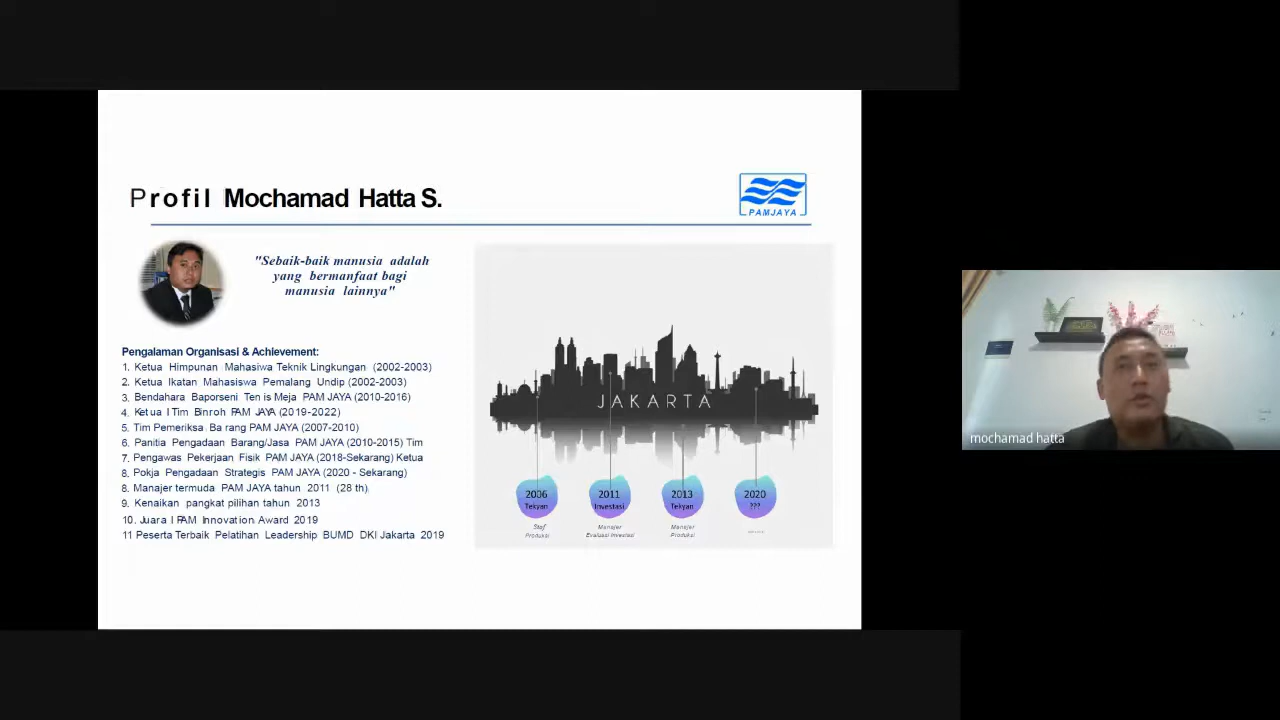 Profil Mochamad Hatta S.
PAMJAYA
"Sebaik-baik manusia adalah
yang bermanfaat bagi
manusia lainnya"
Pengalaman Organisasi & Achievement:
1. Ketua Himpunan Mahasiwa Teknik Lingkungan (2002-2003)
2. Ketua Ikatan Mahasiswa Pemalang Undip (2002-2003)
3. Bendahara Baporseni Ten is Meja PAM JAYA (2010-2016)
4. Ketua I Tim Binroh PAM JAYA (2019-2022)
5. Tim Pemeriksa Ba rang PAM JAYA (2007-2010)
6. Panitia Pengadaan Barang/Jasa PAM JAYA (2010-2015) Tim
7. Pengawas Pekerjaan Fisik PAM JAYA (2018-Sekarang) Ketua
8. Pokja Pengadaan Strategis PAM JAYA (2020 - Sekarang)
8. Manajer termuda PAM JAYA tahun 2011 (28 th).
9. Kenaikan pangkat pilihan tahun 2013
10. Juara I PAM Innovation Award 2019
11 Peserta Terbaik Pelatihan Leadership BUMD DKI Jakarta 2019
JAKARTA
2006
Tekyan
Staf
Produksi
2011
Investasi
Manajer
Evaluasi Investasi
2013
Tekyan
Manajer
Produksi
2020
???
mochamad hatta